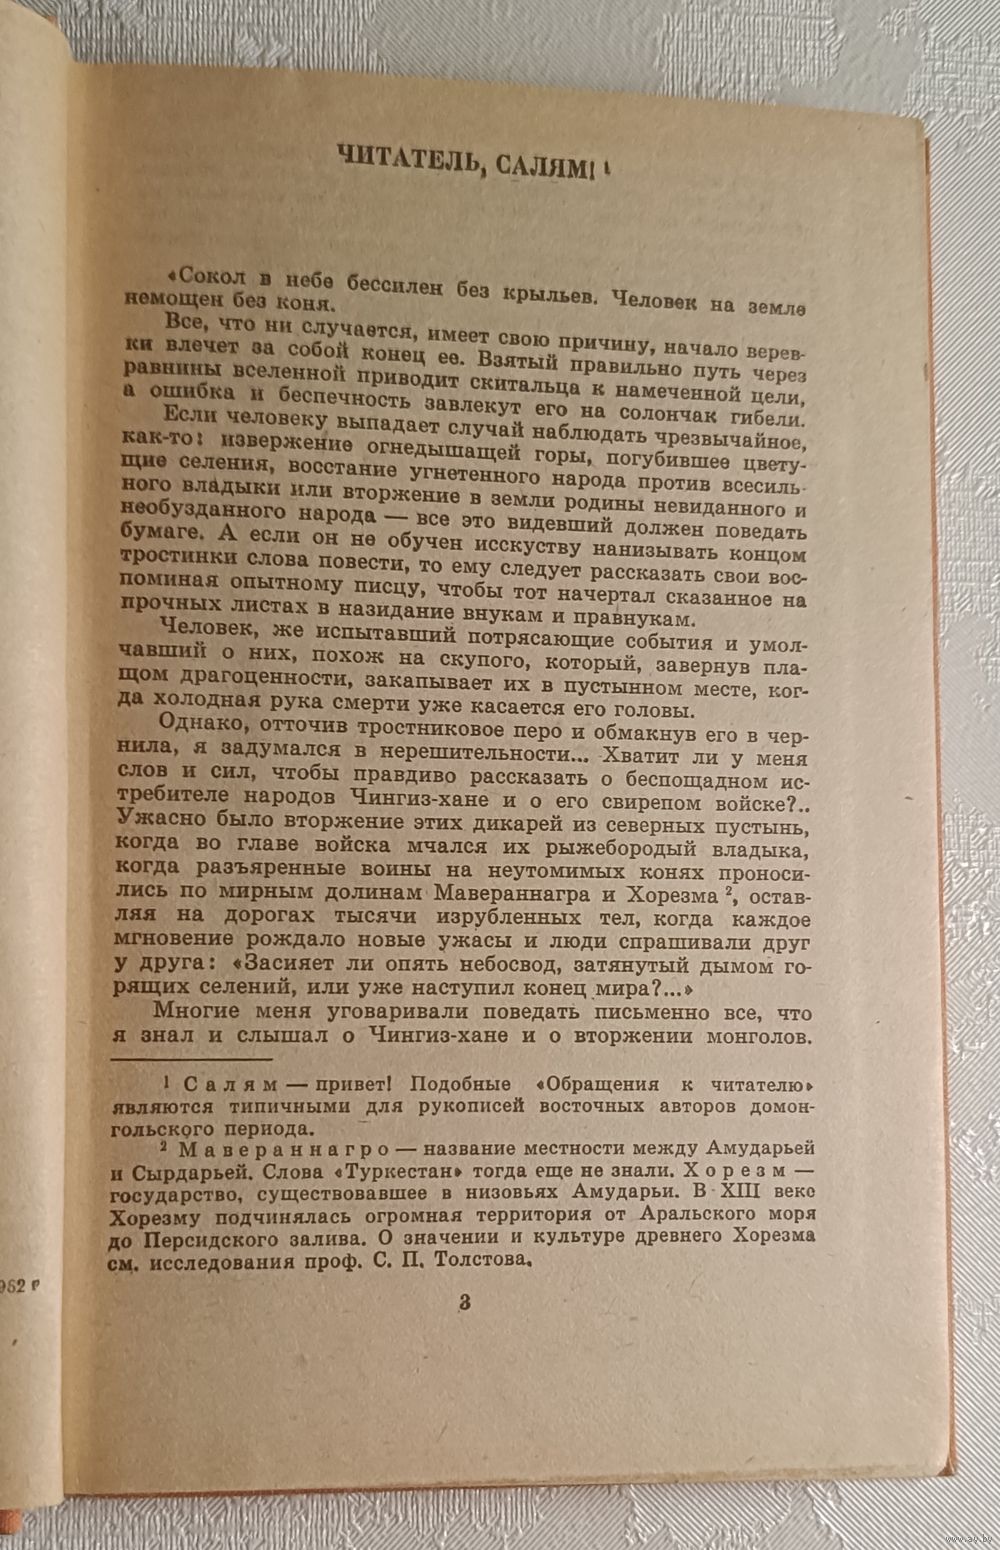 ЧИТАТЕЛЬ, САЛЯМ! ¹
«Сокол в небе бессилен без крыльев. Человек на земле
немощен без коня.
Все, что ни случается, имеет свою причину, начало верев-
ки влечет за собой конец ее. Взятый правильно путь через
равнины вселенной приводит скитальца к намеченной цели,
а ошибка и беспечность завлекут его на солончак гибели.
Если человеку выпадает случай наблюдать чрезвычайное,
как-то: извержение огнедышащей горы, погубившее цвету-
щие селения, восстание угнетенного народа против всесиль-
ного владыки или вторжение в земли родины невиданного и
необузданного народа — все это видевший должен поведать
бумаге. А если он не обучен исскуству нанизывать концом
тростинки слова повести, то ему следует рассказать свои вос-
поминая опытному писцу, чтобы тот начертал сказанное на
прочных листах в назидание внукам и правнукам.
Человек, же испытавший потрясающие события и умол-
чавший о них, похож на скупого, который, завернув пла-
щом драгоценности, закапывает их в пустынном месте, ког-
да холодная рука смерти уже касается его головы.
Однако, отточив тростниковое перо и обмакнув его в чер-
нила, я задумался в нерешительности... Хватит ли у меня
слов и сил, чтобы правдиво рассказать о беспощадном ис-
требителе народов Чингиз-хане и о его свирепом войске?..
Ужасно было вторжение этих дикарей из северных пустынь,
когда во главе войска мчался их рыжебородый владыка,
когда разъяренные воины на неутомимых конях проноси-
лись по мирным долинам Мавераннагра и Хорезма ², остав-
ляя на дорогах тысячи изрубленных тел, когда каждое
мгновение рождало новые ужасы и люди спрашивали друг
у друга: «Засияет ли опять небосвод, затянутый дымом го-
рящих селений, или уже наступил конец мира?...»
Многие меня уговаривали поведать письменно все, что
я знал и слышал о Чингиз-хане и о вторжении монголов.
¹ Салям — привет! Подобные «Обращения к читателю»
являются типичными для рукописей восточных авторов домон-
гольского периода.
² Мавераннагро — название местности между Амударьей
и Сырдарьей. Слова «Туркестан» тогда еще не знали. Хорезм —
государство, существовавшее в низовьях Амударьи. В XIII веке
Хорезму подчинялась огромная территория от Аральского моря
до Персидского залива. О значении и культуре древнего Хорезма
см. исследования проф. С. П. Толстова.
982 г
3
www.ay.by